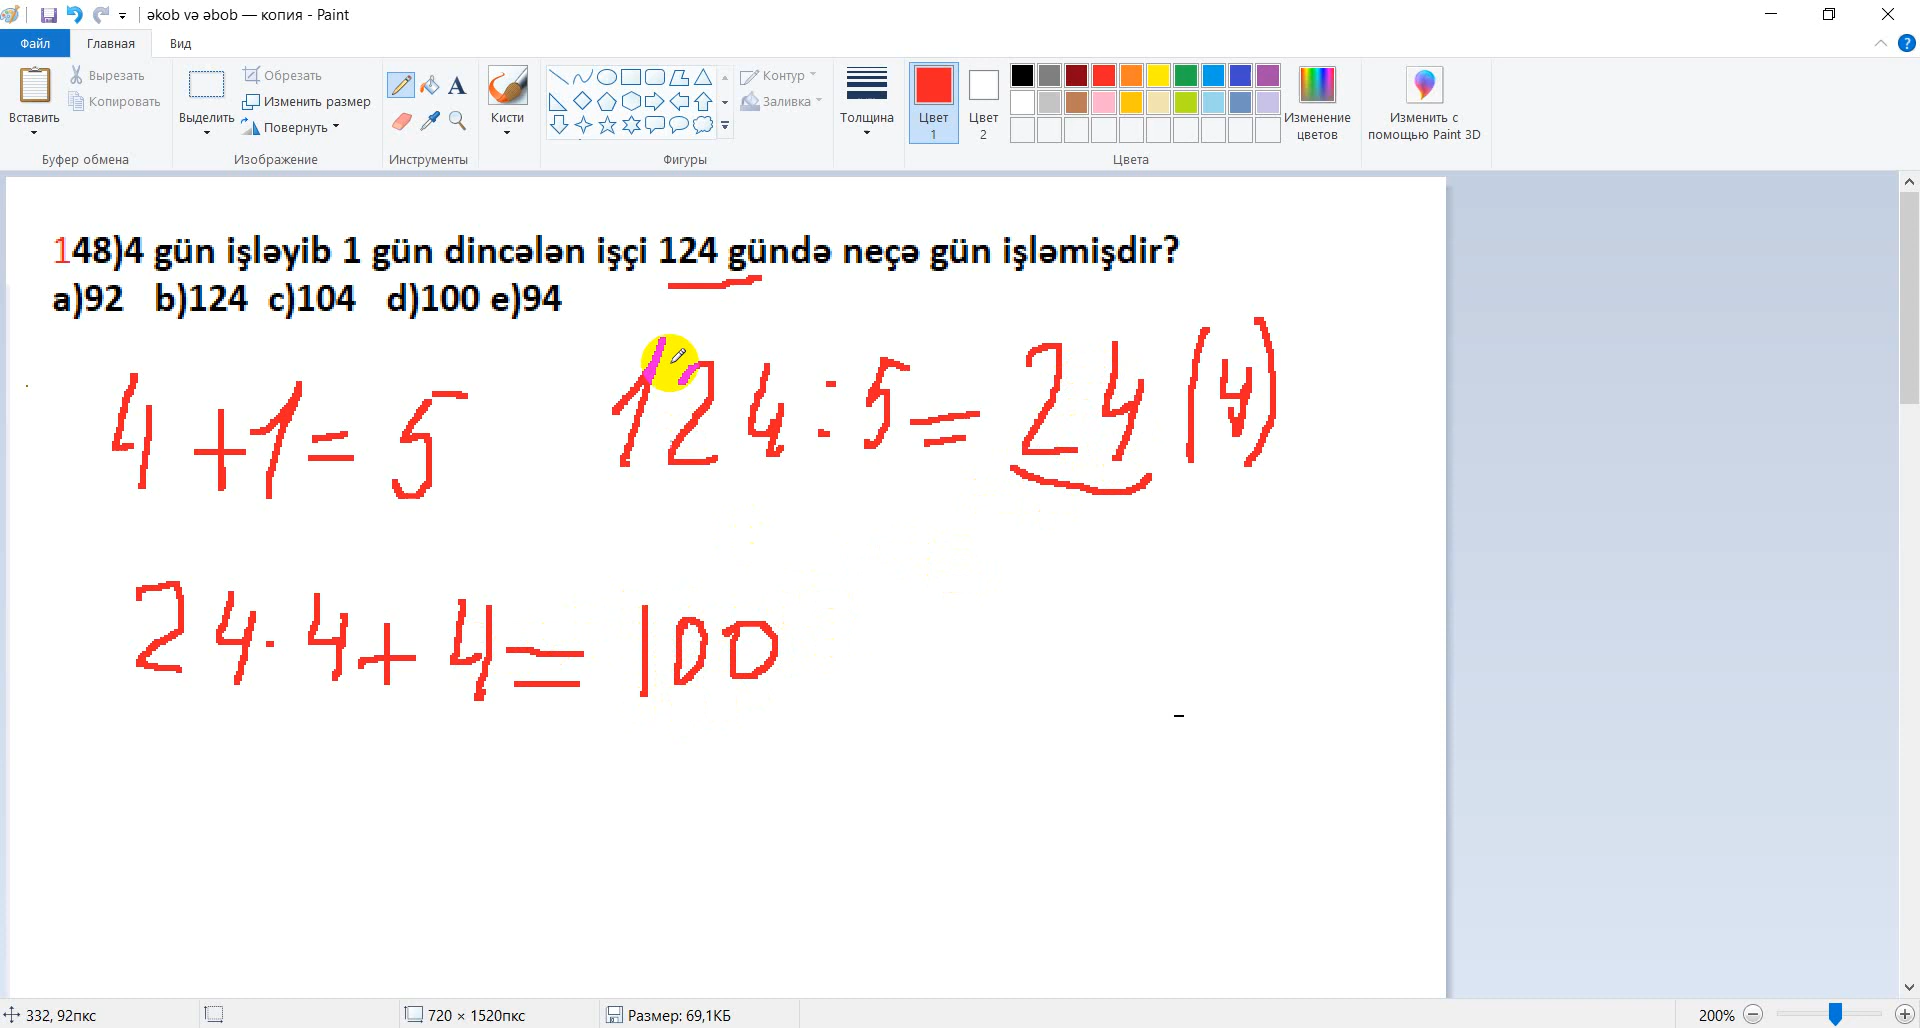 əkob və əbob — копия - Paint
Файл Главная Вид
Вставить
Вырезать
Копировать
Буфер обмена
Выделить
Обрезать
Изменить размер
Повернуть
Изображение
A
Инструменты
Кисти
Фигуры
Контур
Заливка
Толщина
Цвет 1
Цвет 2
Цвета
Изменение цветов
Изменить с помощью Paint 3D
148)4 gün işləyib 1 gün dincələn işçi 124 gündə neçə gün işləmişdir?
a)92 b)124 c)104 d)100 e)94
4+1=5 124:5=24(4)
24·4+4=100
332, 92пкс 720 × 1520пкс Размер: 69,1КБ 200%